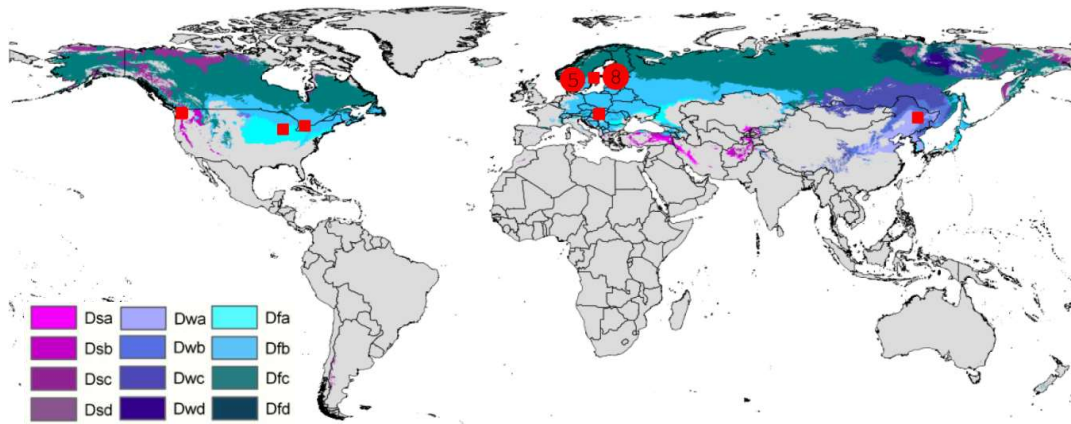 5 8
Dsa Dwa Dfa
Dsb Dwb Dfb
Dsc Dwc Dfc
Dsd Dwd Dfd